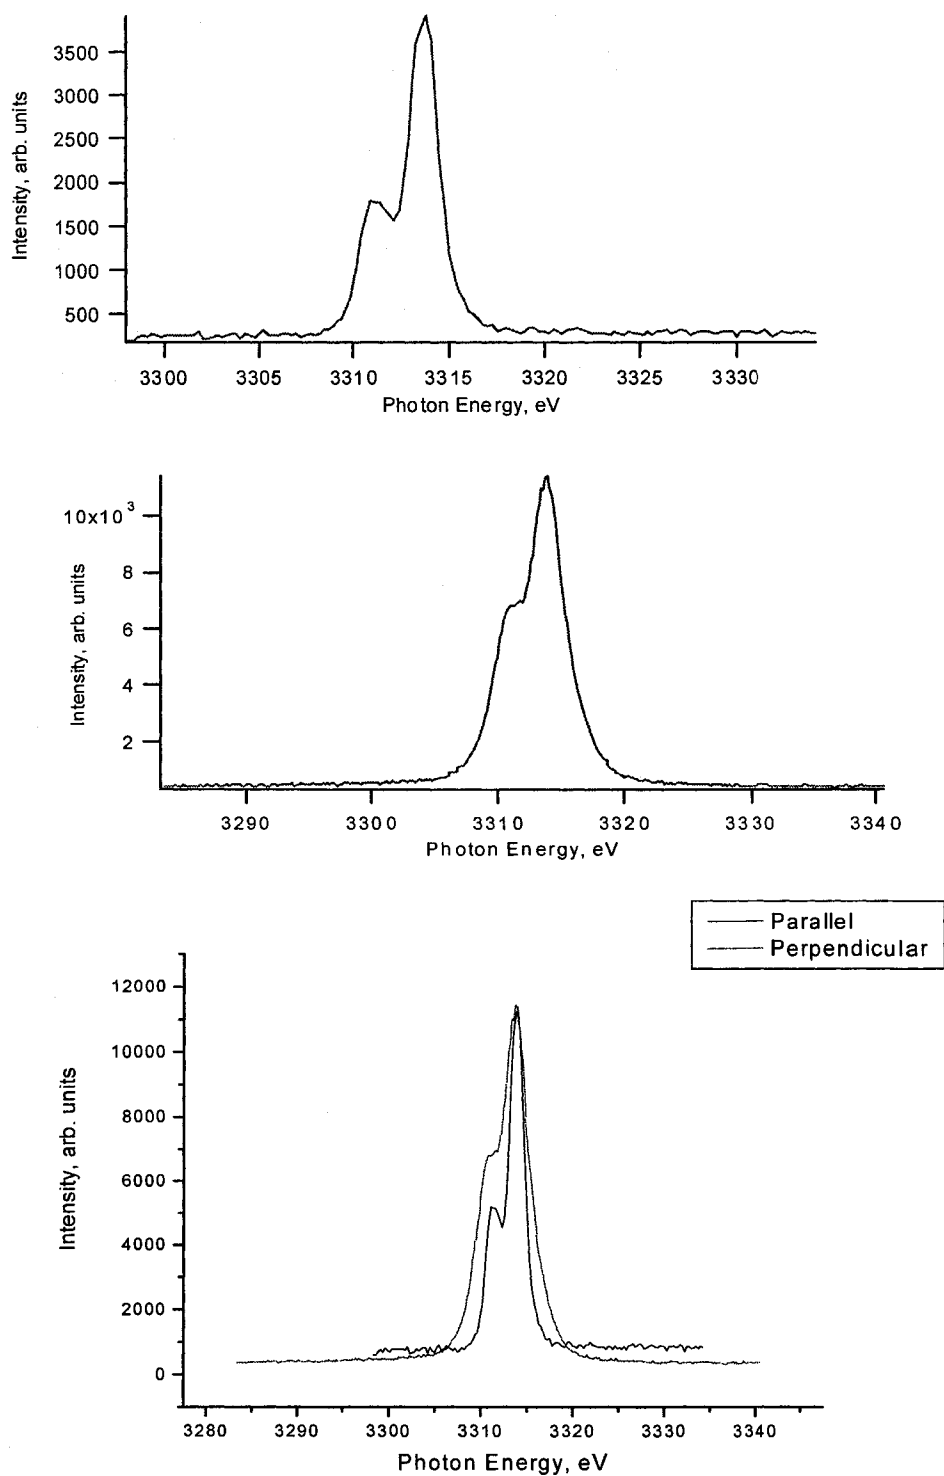 Intensity, arb. units
3500
3000
2500
2000
1500
1000
500
3300 3305 3310 3315 3320 3325 3330
Photon Energy, eV
Intensity, arb. units
10x10³
8
6
4
2
3290 3300 3310 3320 3330 3340
Photon Energy, eV
Parallel
Perpendicular
Intensity, arb. units
12000
10000
8000
6000
4000
2000
0
3280 3290 3300 3310 3320 3330 3340
Photon Energy, eV